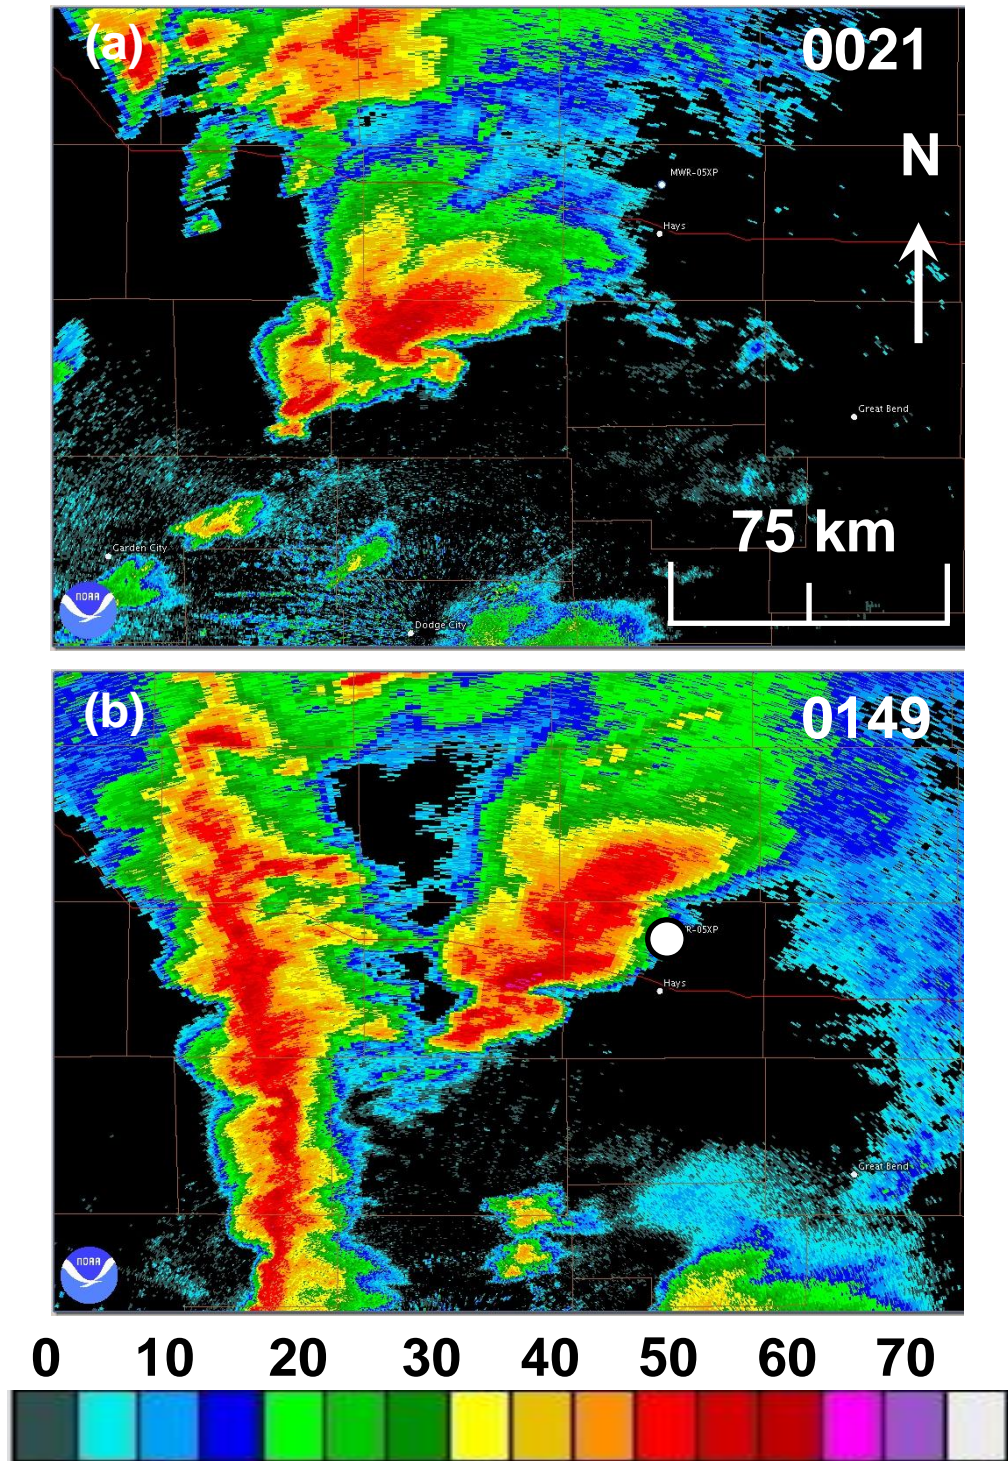 (a)
0021
N
MWR-05XP
Hays
Great Bend
75 km
Garden City
NOAA
Dodge City
(b)
0149
R-05XP
Hays
Great Bend
NOAA
0 10 20 30 40 50 60 70